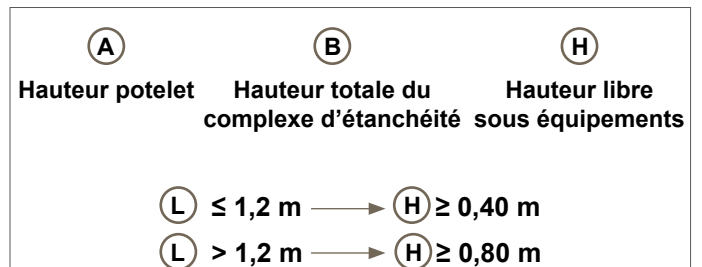 A B H
Hauteur potelet Hauteur totale du Hauteur libre
complexe d'étanchéité sous équipements
L ≤ 1,2 m → H ≥ 0,40 m
L > 1,2 m → H ≥ 0,80 m